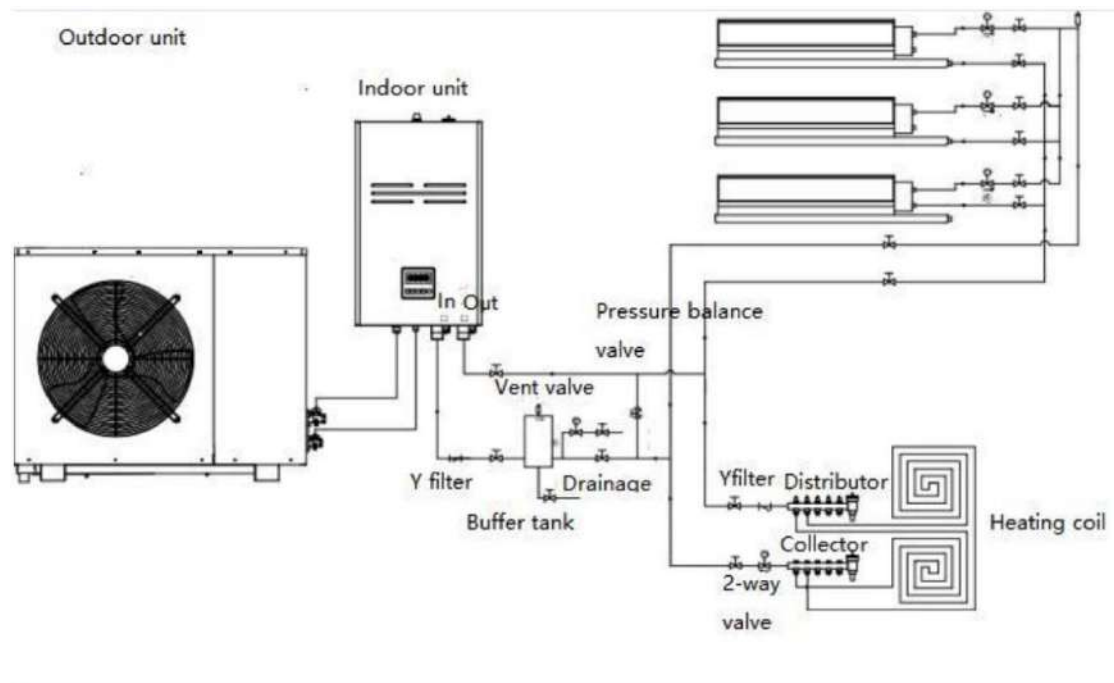 Outdoor unit
Indoor unit
In Out
Pressure balance
valve
Vent valve
Y filter
Drainage
Buffer tank
Yfilter Distributor
Heating coil
Collector
2-way
valve